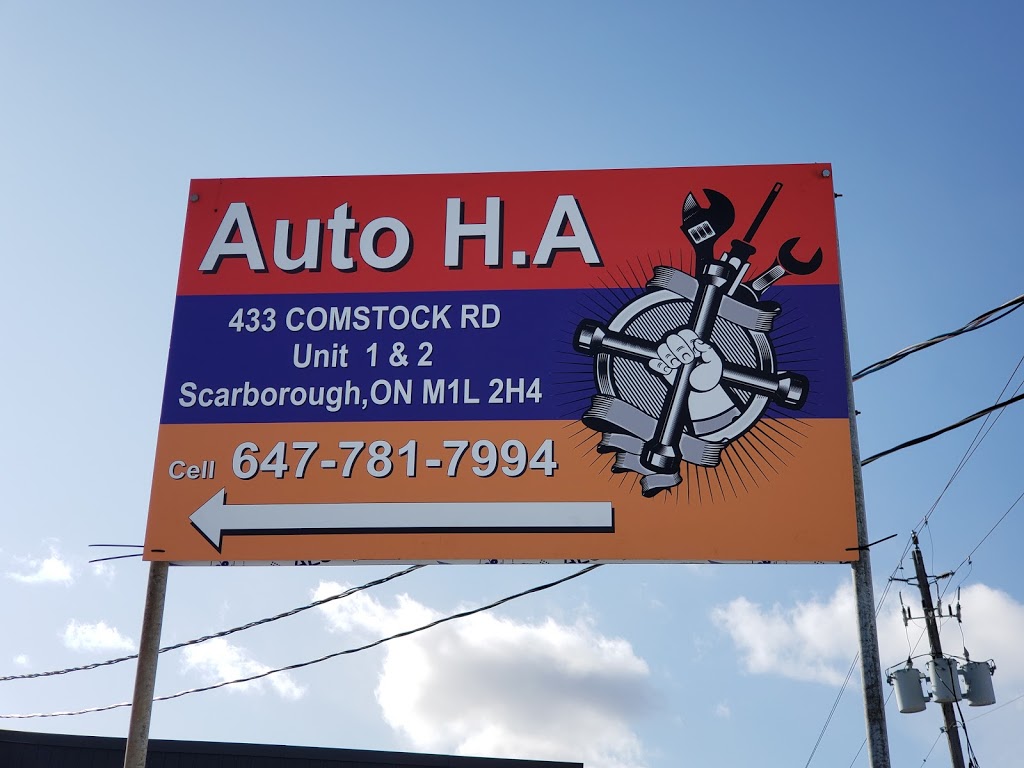 Auto H.A
433 COMSTOCK RD
Unit 1 & 2
Scarborough,ON M1L 2H4
Cell 647-781-7994